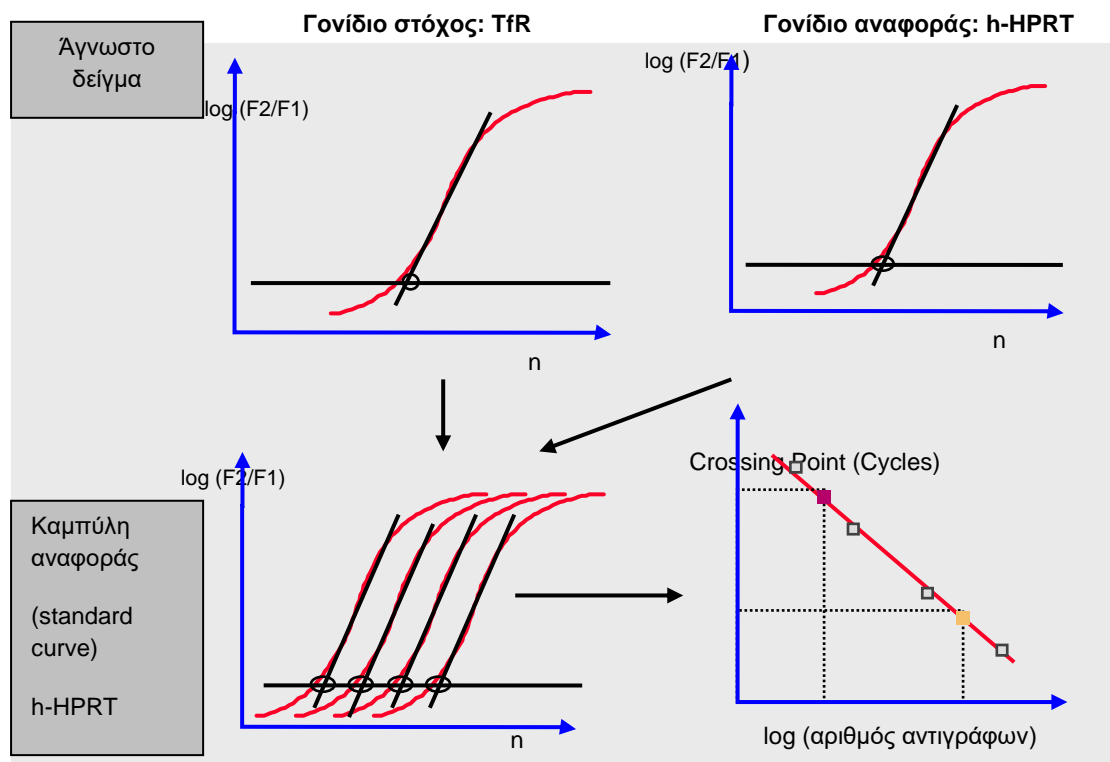 Γονίδιο στόχος: TfR
Γονίδιο αναφοράς: h-HPRT
Άγνωστο
δείγμα
log (F2/F1)
n
log (F2/F1)
n
Καμπύλη
αναφοράς
(standard
curve)
h-HPRT
log (F2/F1)
n
Crossing Point (Cycles)
log (αριθμός αντιγράφων)